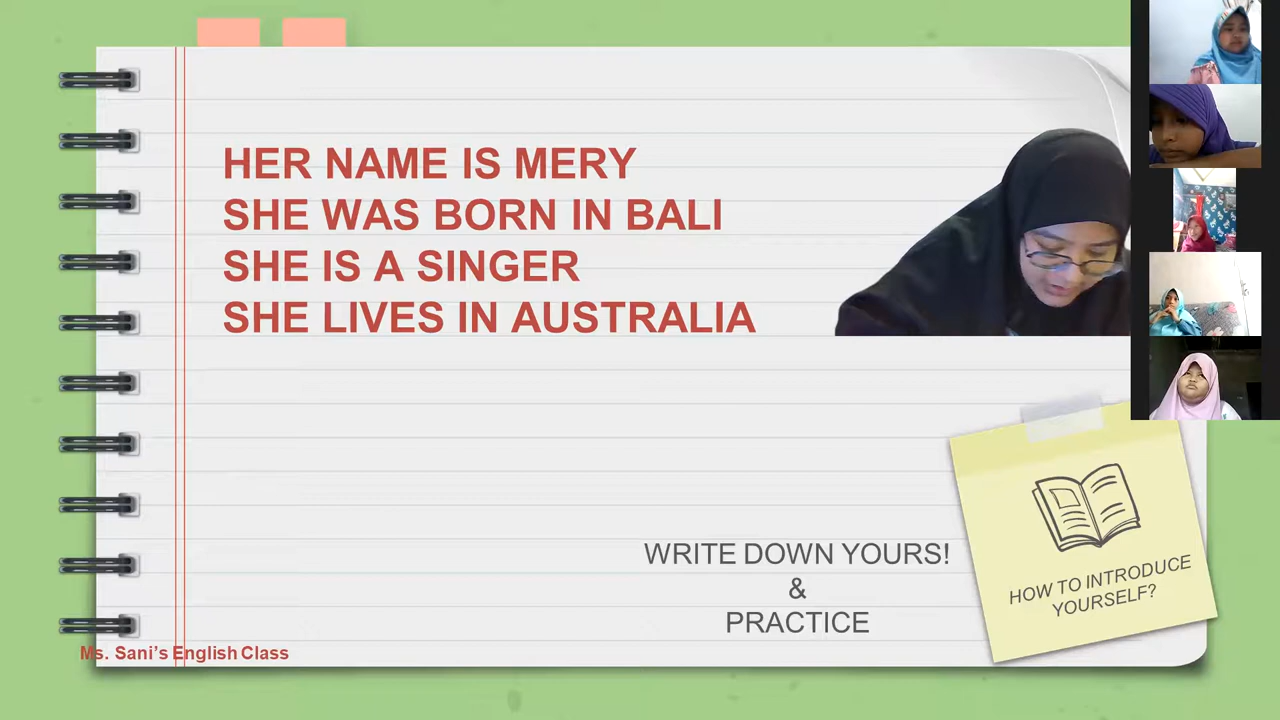 HER NAME IS MERY
SHE WAS BORN IN BALI
SHE IS A SINGER
SHE LIVES IN AUSTRALIA
WRITE DOWN YOURS!
&
PRACTICE
HOW TO INTRODUCE
YOURSELF?
Ms. Sani's English Class